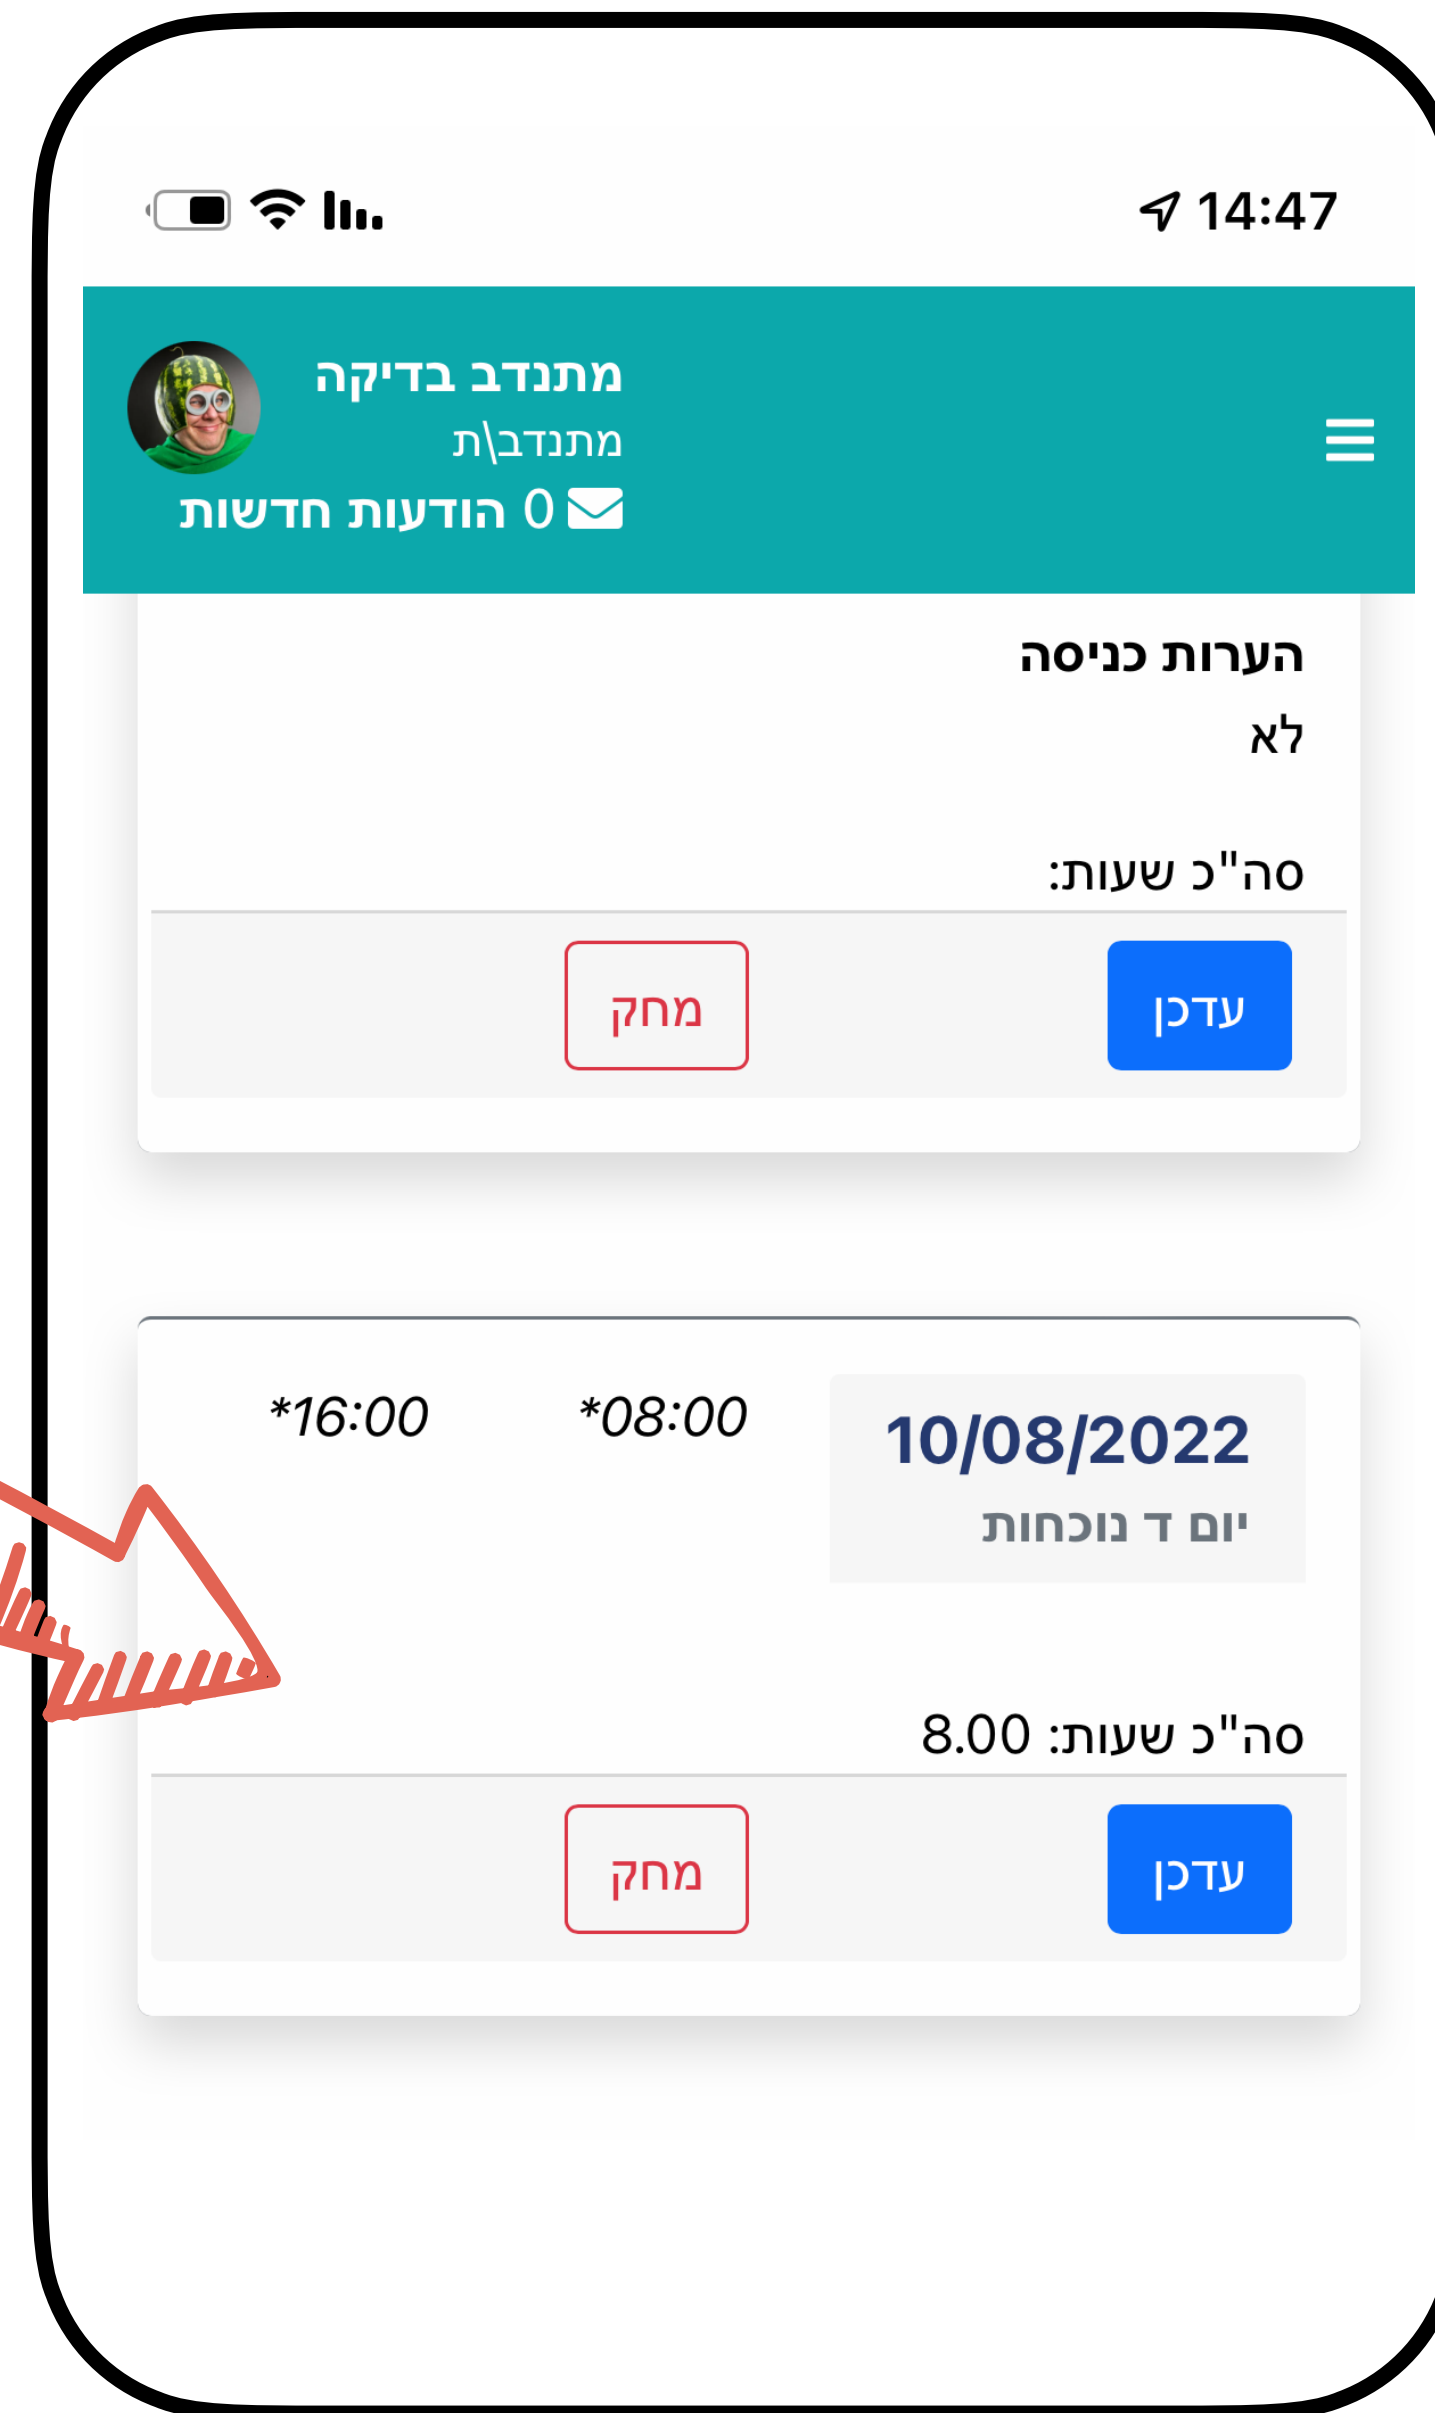 14:47
מתנדב בדיקה
מתנדב\ת
0 הודעות חדשות
הערות כניסה
לא
סה"כ שעות:
עדכן
מחק
10/08/2022
*08:00
*16:00
יום ד נוכחות
סה"כ שעות: 8.00
עדכן
מחק